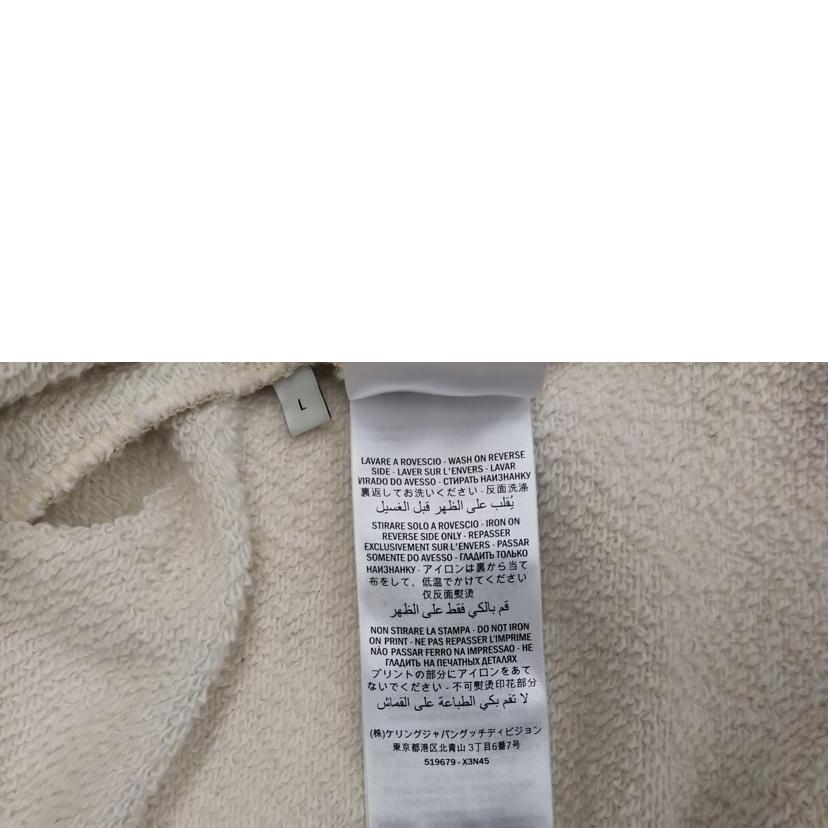 L
LAVARE A ROVESCIO - WASH ON REVERSE
SIDE - LAVER SUR L'ENVERS - LAVAR
VIRADO DO AVESSO - СТИРАТЬ НАИЗНАНКУ
裏返してお洗いください - 反面洗涤
يُقلب على الظهر قبل الغسيل
STIRARE SOLO A ROVESCIO - IRON ON
REVERSE SIDE ONLY - REPASSER
EXCLUSIVEMENT SUR L'ENVERS - PASSAR
SOMENTE DO AVESSO - ГЛАДИТЬ ТОЛЬКО
НАИЗНАНКУ - アイロンは裏から当て
布をして、低温でかけてください
仅反面熨烫
قم بالكي فقط على الظهر
NON STIRARE LA STAMPA - DO NOT IRON
ON PRINT - NE PAS REPASSER L'IMPRIME
NÃO PASSAR FERRO NA IMPRESSAO - НЕ
ГЛАДИТЬ НА ПЕЧАТНЫХ ДЕТАЛЯХ
プリントの部分にアイロンをあて
ないでください - 不可熨烫印花部分
لا تقم بكي الطباعة على القماش
(株)ケリングジャパングッチディビジョン
東京都港区北青山 3丁目6番7号
519679 - X3N45